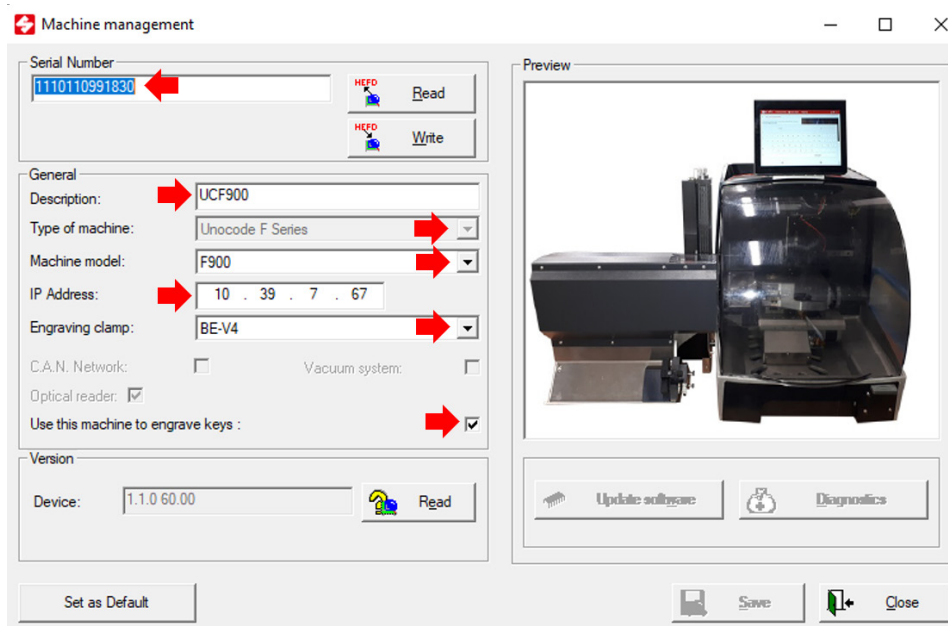 Machine management
Serial Number
1110110991830
HEFD
Read
HEFD
Write
General
Description: UCF900
Type of machine: Unocode F Series
Machine model: F900
IP Address: 10 . 39 . 7 . 67
Engraving clamp: BE-V4
C.A.N. Network: Vacuum system:
Optical reader:
Use this machine to engrave keys :
Version
Device: 1.1.0 60.00 Read
Set as Default
Preview
Update software Diagnostics
Save Close